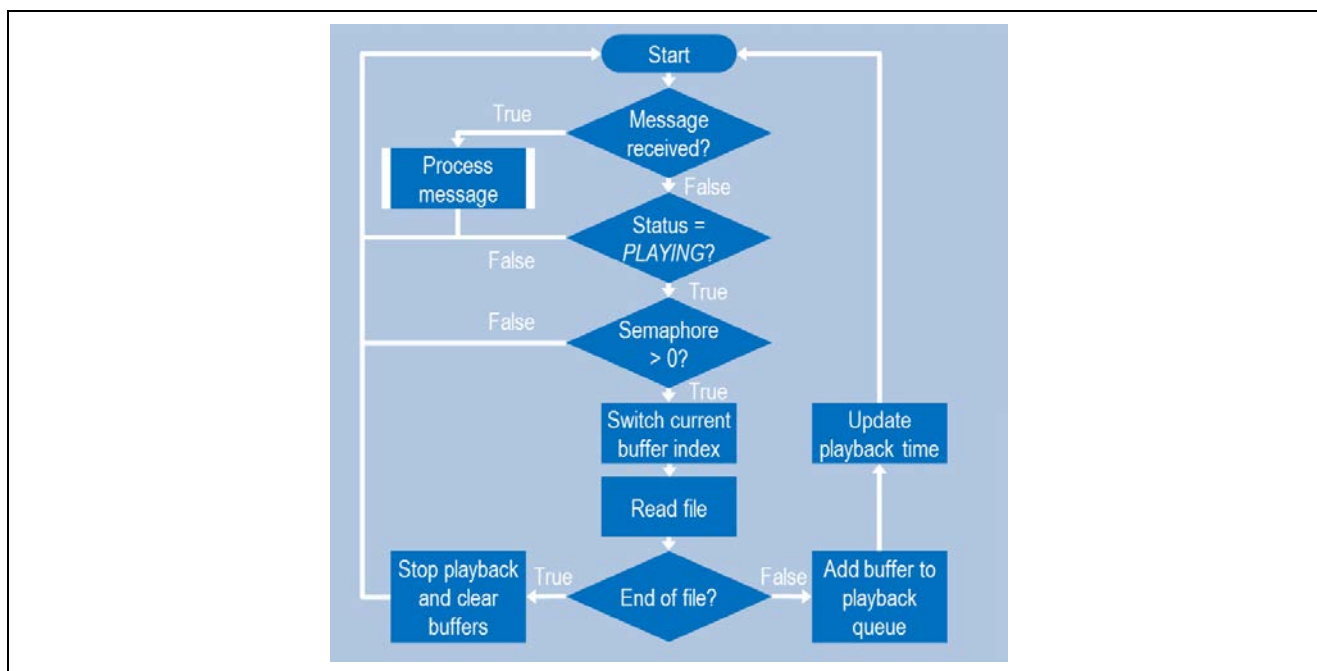 Start
Message
received?
True
Process
message
False
Status =
PLAYING?
False
True
Semaphore
> 0?
False
True
Switch current
buffer index
Update
playback time
Read file
End of file?
True
Stop playback
and clear
buffers
False
Add buffer to
playback
queue